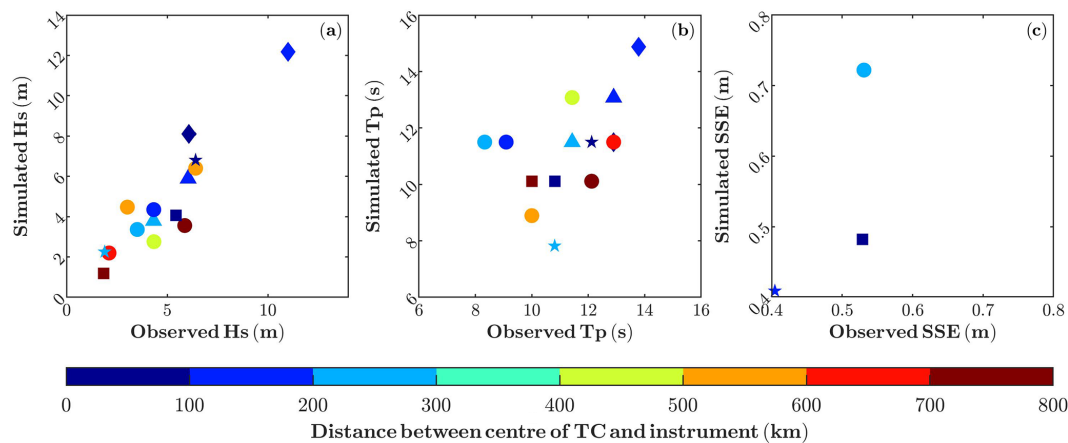 (a)
14
12
10
8
6
4
2
0
Simulated Hs (m)
0 5 10
Observed Hs (m)
(b)
16
14
12
10
8
6
Simulated Tp (s)
6 8 10 12 14 16
Observed Tp (s)
(c)
0.8
0.7
0.6
0.5
0.4
Simulated SSE (m)
0.4 0.5 0.6 0.7 0.8
Observed SSE (m)
0 100 200 300 400 500 600 700 800
Distance between centre of TC and instrument (km)